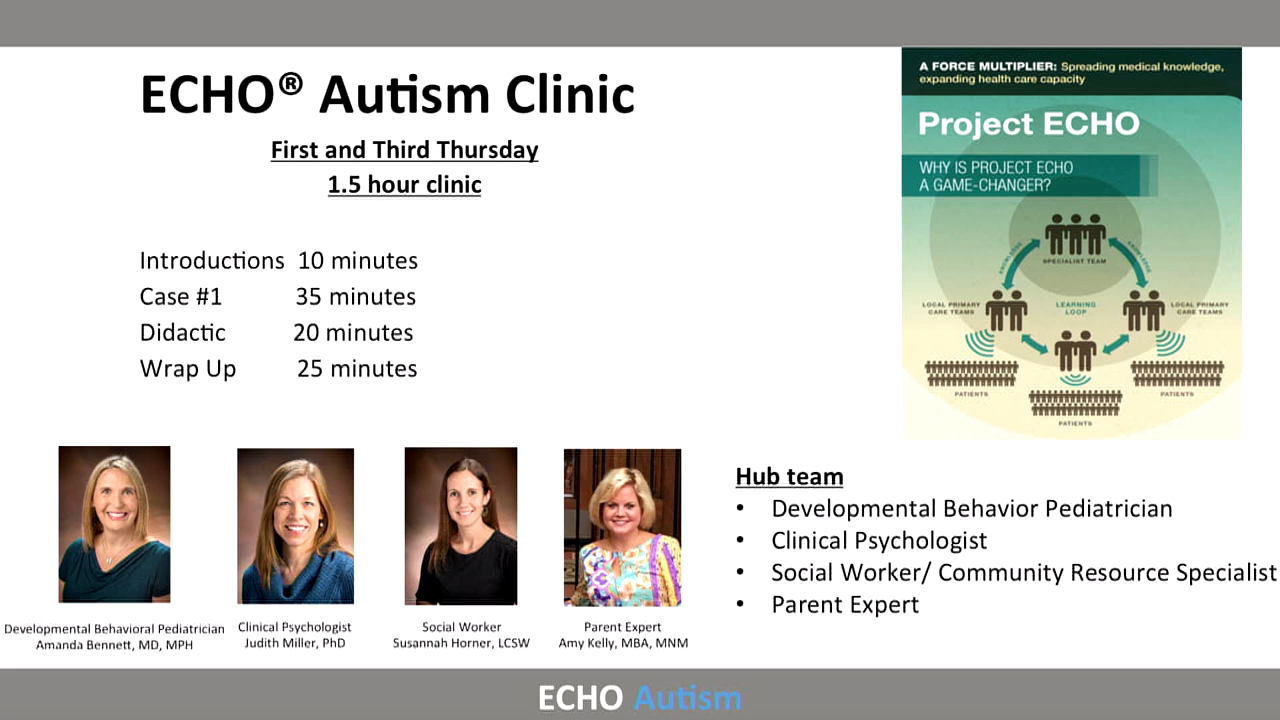 ECHO® Autism Clinic
First and Third Thursday
1.5 hour clinic
Introductions 10 minutes
Case #1 35 minutes
Didactic 20 minutes
Wrap Up 25 minutes
A FORCE MULTIPLIER: Spreading medical knowledge,
expanding health care capacity
Project ECHO
WHY IS PROJECT ECHO
A GAME-CHANGER?
SPECIALIST TEAM
KNOWLEDGE
KNOWLEDGE
LOCAL PRIMARY
CARE TEAMS
LEARNING
LOOP
LOCAL PRIMARY
CARE TEAMS
PATIENTS
PATIENTS
PATIENTS
Developmental Behavioral Pediatrician
Amanda Bennett, MD, MPH
Clinical Psychologist
Judith Miller, PhD
Social Worker
Susannah Horner, LCSW
Parent Expert
Amy Kelly, MBA, MNM
Hub team
• Developmental Behavior Pediatrician
• Clinical Psychologist
• Social Worker/ Community Resource Specialist
• Parent Expert
ECHO Autism